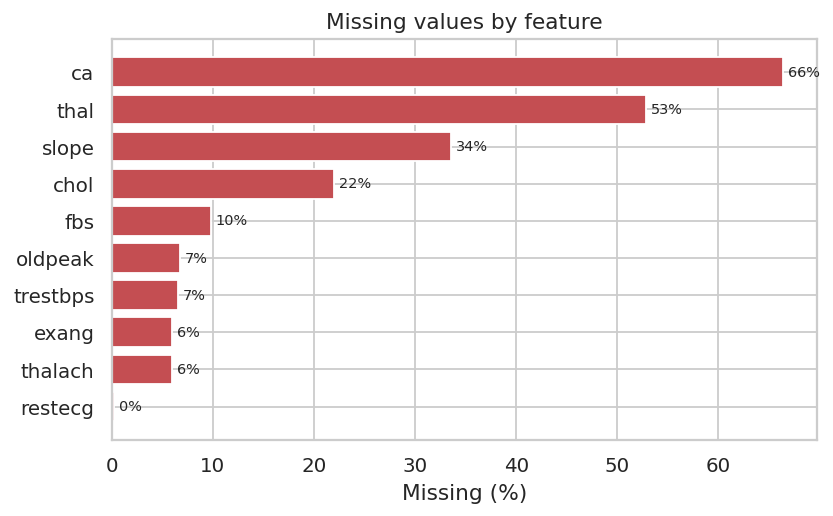 Missing values by feature
ca 66%
thal 53%
slope 34%
chol 22%
fbs 10%
oldpeak 7%
trestbps 7%
exang 6%
thalach 6%
restecg 0%
0 10 20 30 40 50 60
Missing (%)